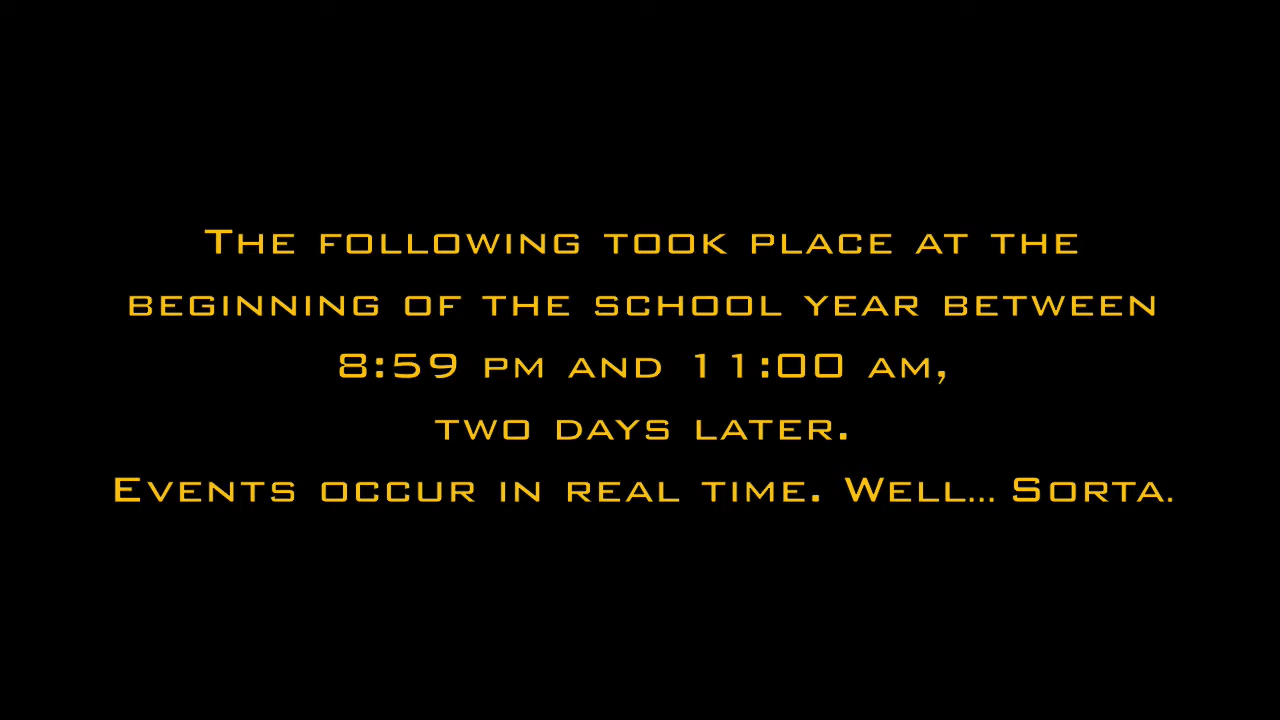 The following took place at the
beginning of the school year between
8:59 pm and 11:00 am,
two days later.
Events occur in real time. Well... Sorta.